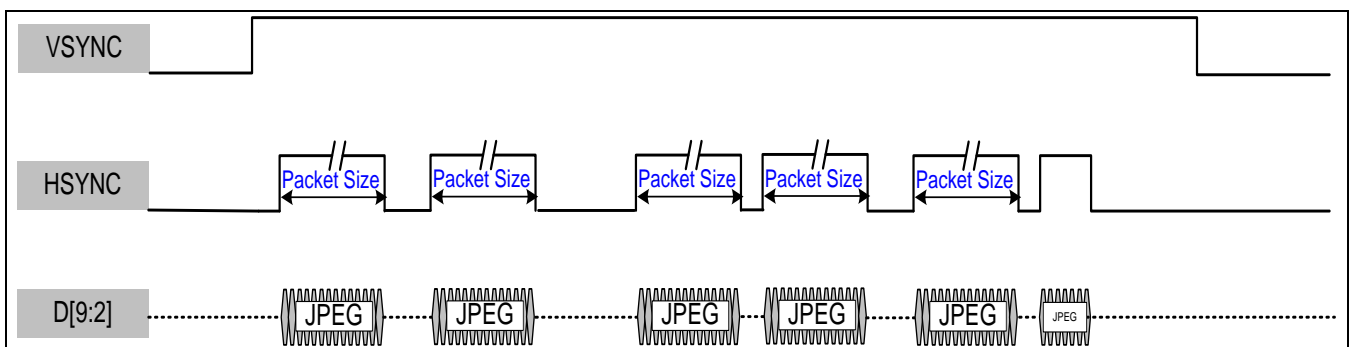 VSYNC
HSYNC
Packet Size Packet Size Packet Size Packet Size Packet Size
D[9:2]
JPEG JPEG JPEG JPEG JPEG JPEG